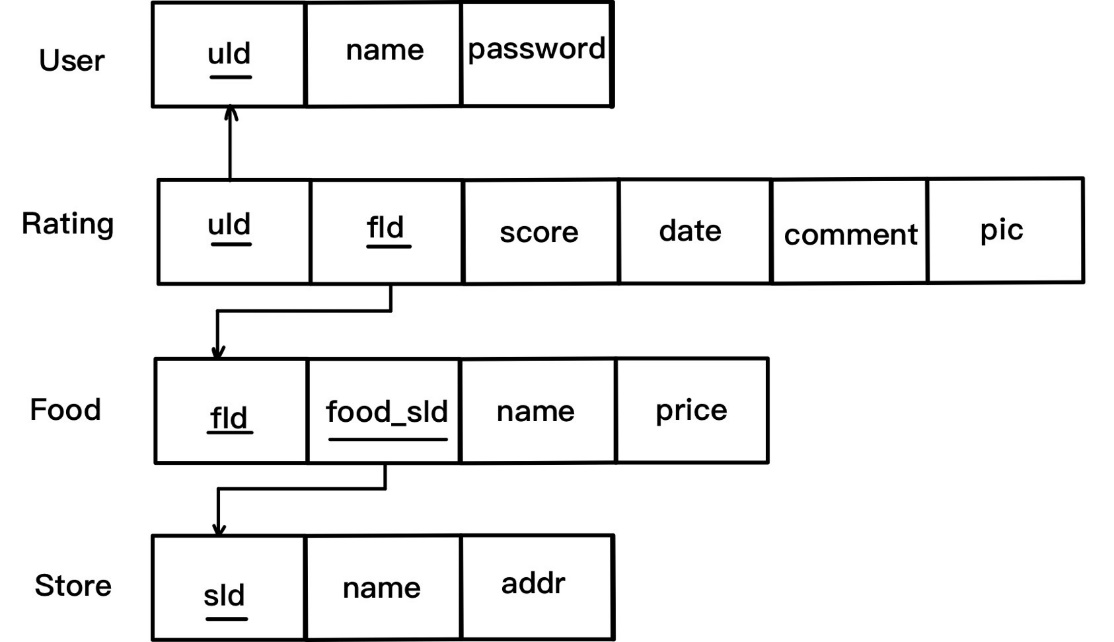 User
uId
name
password
Rating
uId
fId
score
date
comment
pic
Food
fId
food_sId
name
price
Store
sId
name
addr